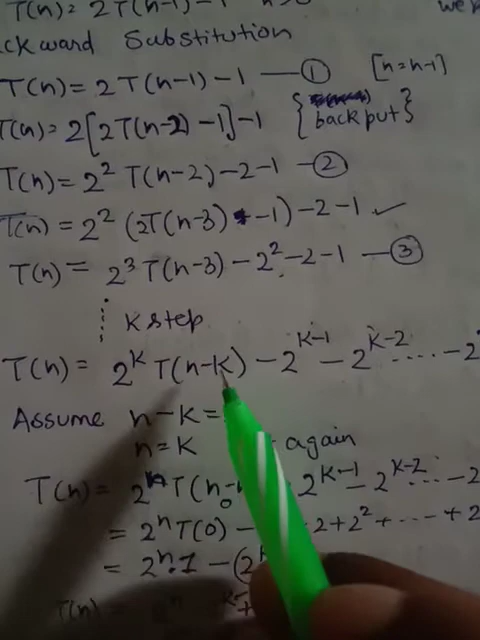 T(n) = 2T(n-1) - 1
ckward Substitution
T(n) = 2T(n-1) - 1 — ① [n=n-1]
T(n) = 2[2T(n-2) -1]-1 {back put}
T(n) = 2² T(n-2) - 2 - 1 — ②
T(n) = 2² (2T(n-3) - 1) - 2 - 1 ✓
T(n) = 2³ T(n-3) - 2² - 2 - 1 — ③
⋮ K step
T(n) = 2^K T(n-K) - 2^{K-1} - 2^{K-2} ..... - 2
Assume n-K=
n=K again
T(n) = 2^n T(n- 2^{K-1} - 2^{K-2} ... - 2
= 2^n T(0) - 2+2²+ ... + 2
= 2^n.1 - (2
T(n) =